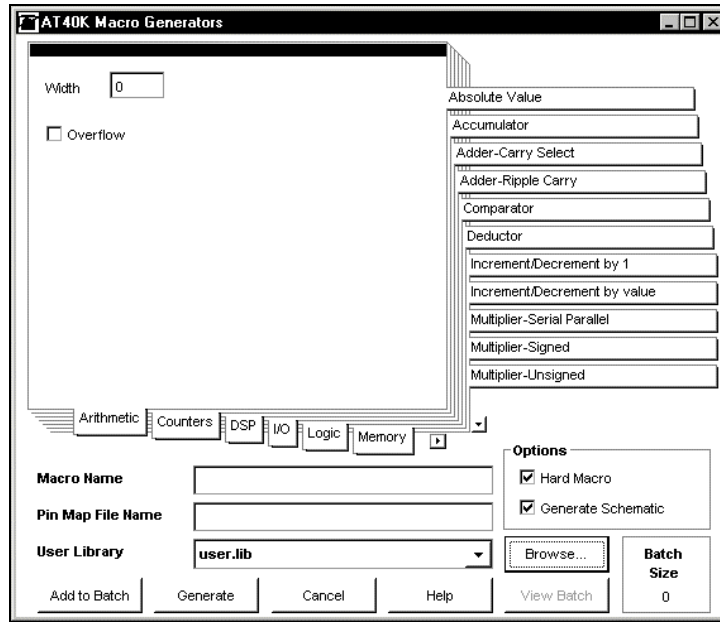 AT40K Macro Generators
Width 0
Overflow
Absolute Value
Accumulator
Adder-Carry Select
Adder-Ripple Carry
Comparator
Deductor
Increment/Decrement by 1
Increment/Decrement by value
Multiplier-Serial Parallel
Multiplier-Signed
Multiplier-Unsigned
Arithmetic Counters DSP I/O Logic Memory
Options
Macro Name
Hard Macro
Pin Map File Name
Generate Schematic
User Library user.lib Browse...
Batch Size
0
Add to Batch Generate Cancel Help View Batch